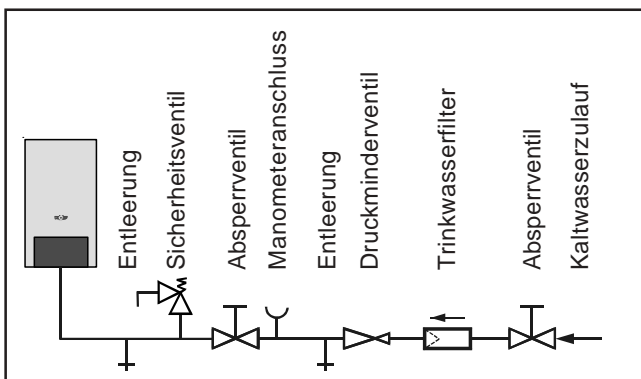 Entleerung
Sicherheitsventil
Absperrventil
Manometeranschluss
Entleerung
Druckminderventil
Trinkwasserfilter
Absperrventil
Kaltwasserzulauf